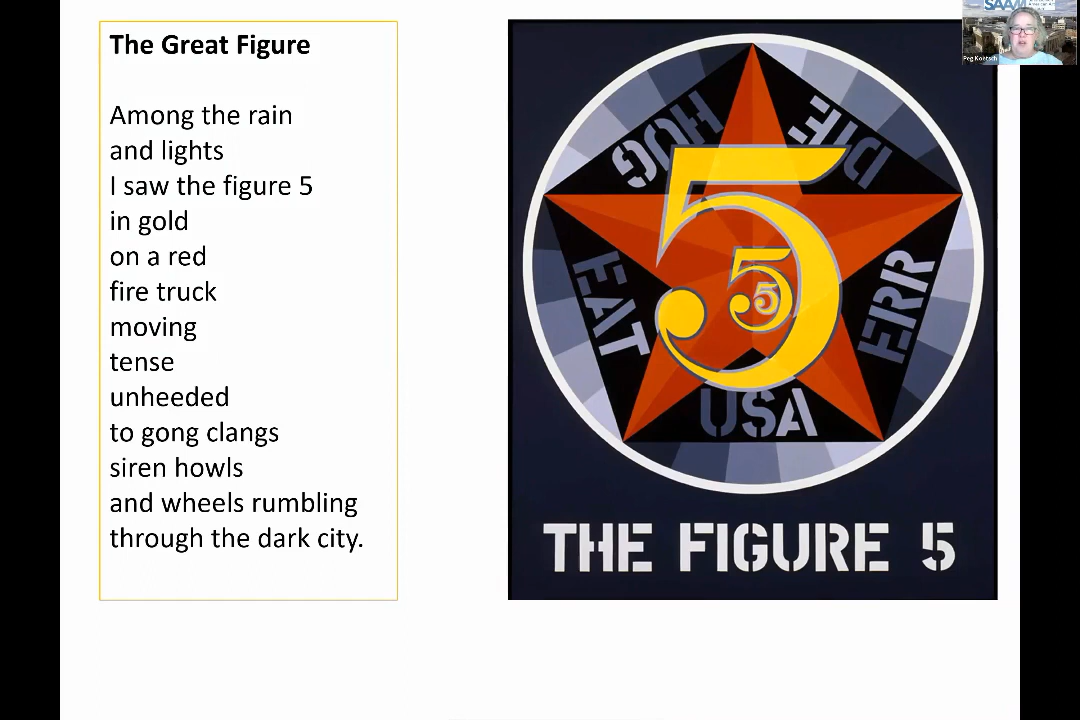 The Great Figure
Among the rain
and lights
I saw the figure 5
in gold
on a red
fire truck
moving
tense
unheeded
to gong clangs
siren howls
and wheels rumbling
through the dark city.
HUG
DIE
EAT
ERR
USA
5
5
5
THE FIGURE 5
SAAM